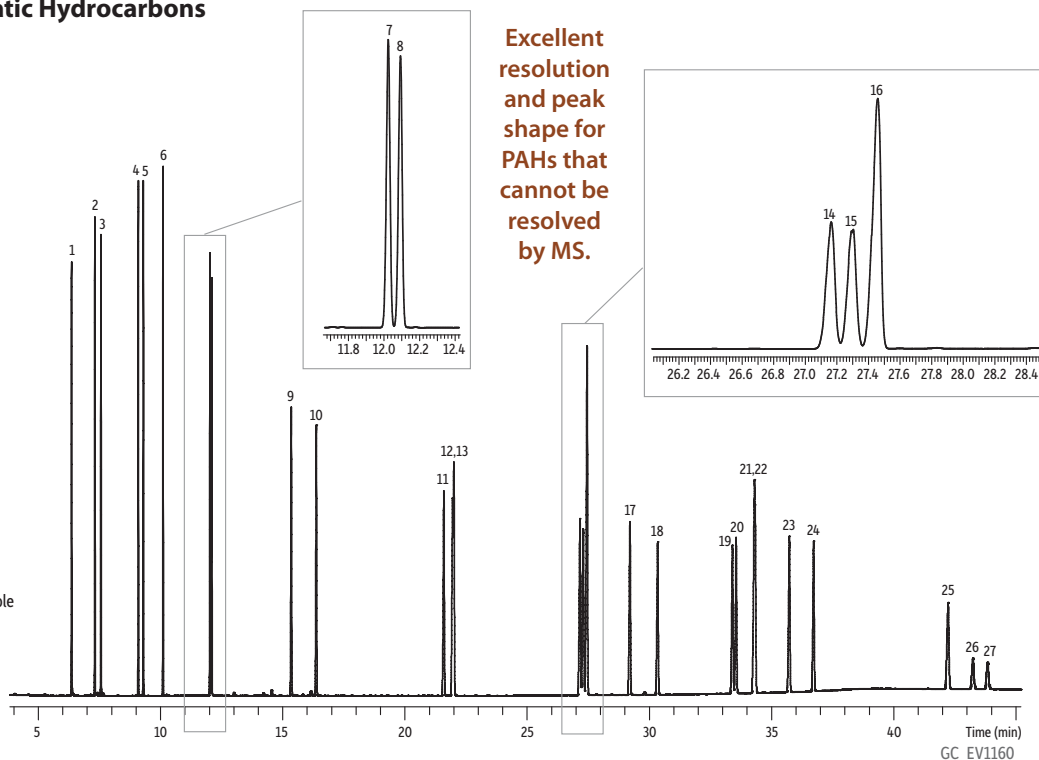 atic Hydrocarbons
Excellent
resolution
and peak
shape for
PAHs that
cannot be
resolved
by MS.
7
8
11.8 12.0 12.2 12.4
16
14
15
26.2 26.4 26.6 26.8 27.0 27.2 27.4 27.6 27.8 28.0 28.2 28.4
1
2
3
4
5
6
9
10
11
12,13
17
18
19
20
21,22
23
24
25
26
27
ple
5 10 15 20 25 30 35 40 Time (min)
GC_EV1160